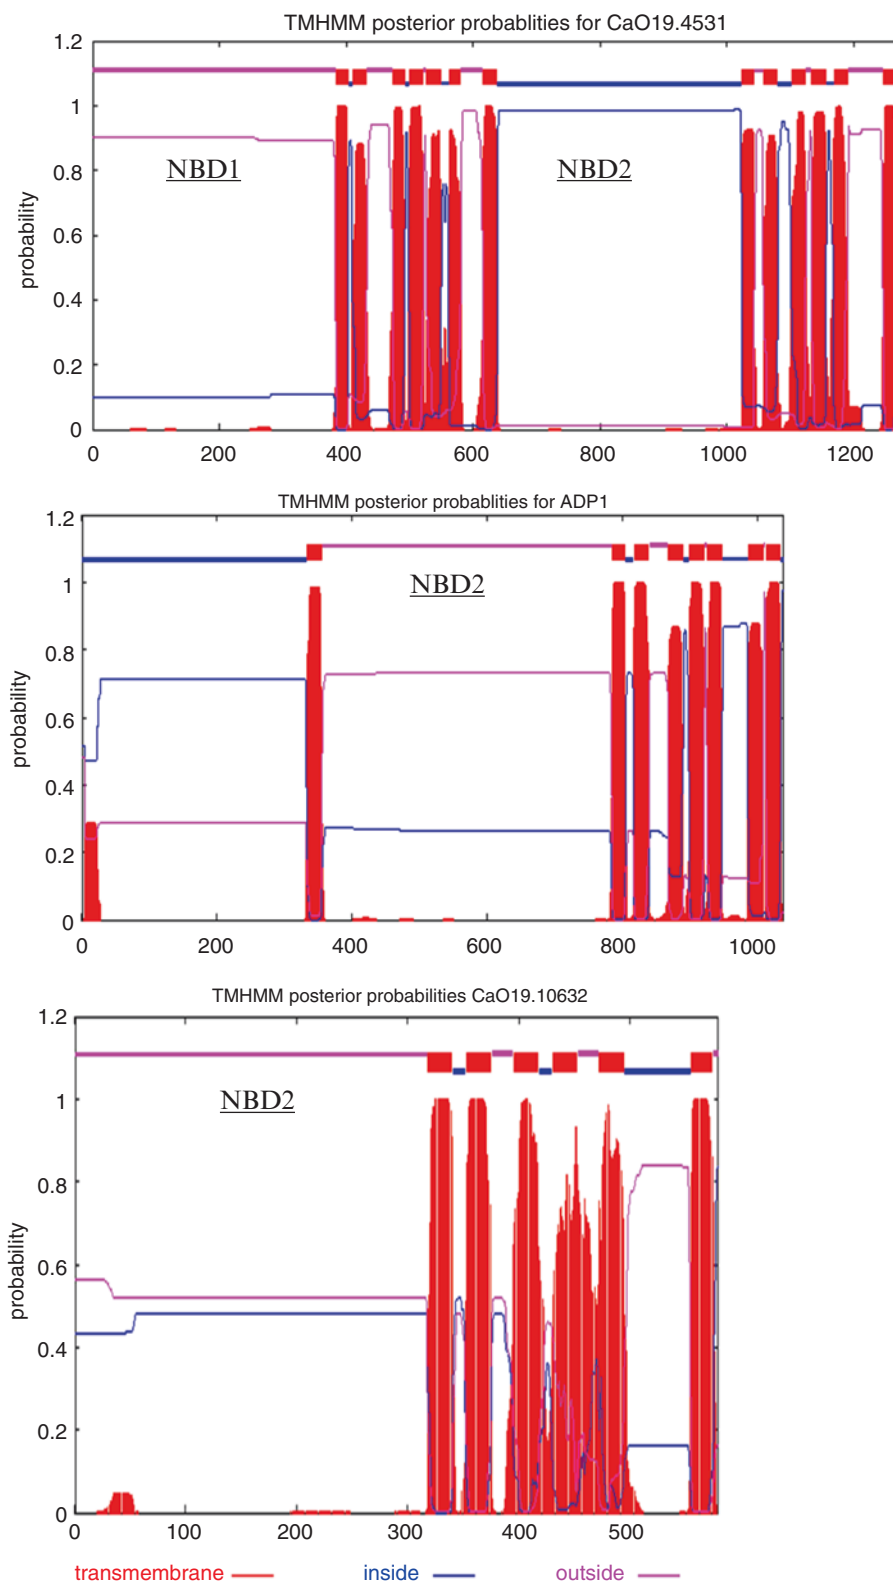 TMHMM posterior probablities for CaO19.4531
1.2
1
0.8
0.6
0.4
0.2
0
probability
NBD1
NBD2
0 200 400 600 800 1000 1200
TMHMM posterior probablities for ADP1
1.2
1
0.8
0.6
0.4
0.2
0
probability
NBD2
0 200 400 600 800 1000
TMHMM posterior probabilities CaO19.10632
1.2
1
0.8
0.6
0.4
0.2
0
probability
NBD2
0 100 200 300 400 500
transmembrane inside outside